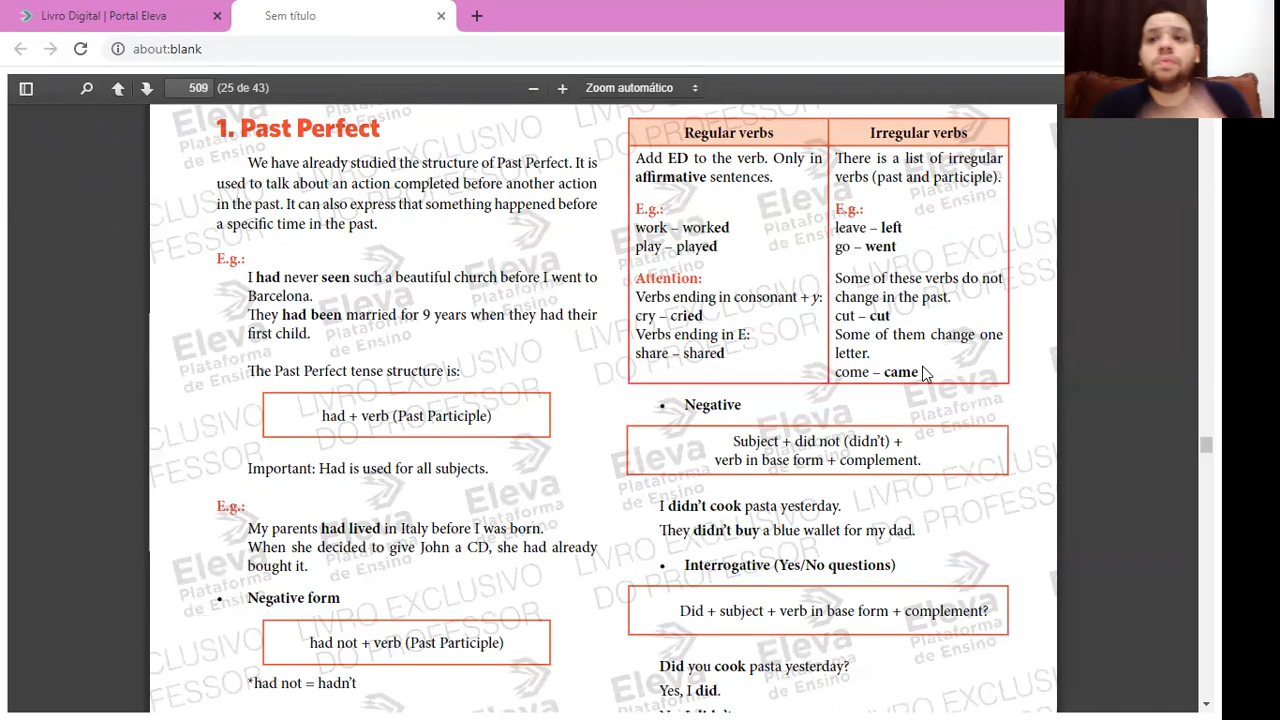 Livro Digital | Portal Eleva
Sem título
about:blank
509 (25 de 43)
Zoom automático
1. Past Perfect
We have already studied the structure of Past Perfect. It is
used to talk about an action completed before another action
in the past. It can also express that something happened before
a specific time in the past.
E.g.:
I had never seen such a beautiful church before I went to
Barcelona.
They had been married for 9 years when they had their
first child.
The Past Perfect tense structure is:
had + verb (Past Participle)
Important: Had is used for all subjects.
E.g.:
My parents had lived in Italy before I was born.
When she decided to give John a CD, she had already
bought it.
• Negative form
had not + verb (Past Participle)
*had not = hadn't
Regular verbs
Add ED to the verb. Only in
affirmative sentences.
E.g.:
work – worked
play – played
Attention:
Verbs ending in consonant + y:
cry – cried
Verbs ending in E:
share – shared
Irregular verbs
There is a list of irregular
verbs (past and participle).
E.g.:
leave – left
go – went
Some of these verbs do not
change in the past.
cut – cut
Some of them change one
letter.
come – came
• Negative
Subject + did not (didn't) +
verb in base form + complement.
I didn't cook pasta yesterday.
They didn't buy a blue wallet for my dad.
• Interrogative (Yes/No questions)
Did + subject + verb in base form + complement?
Did you cook pasta yesterday?
Yes, I did.
Eleva
Plataforma
de Ensino
LIVRO EXCLUSIVO
DO PROFESSOR